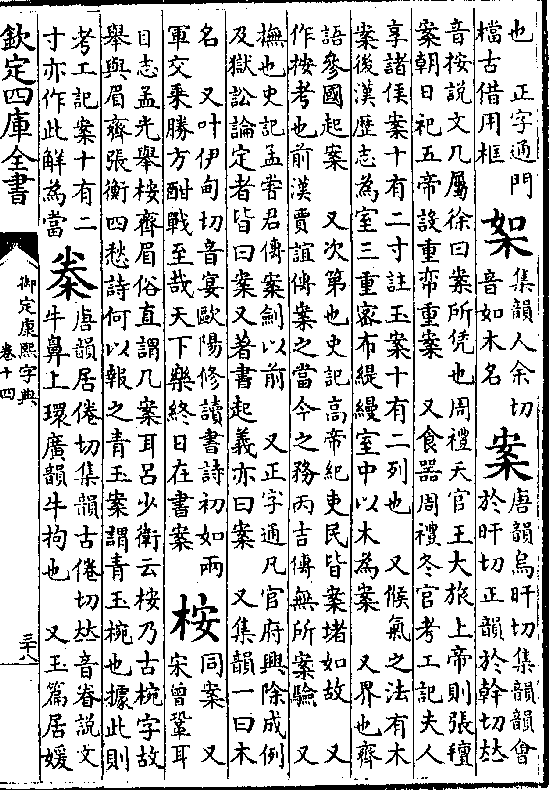 也　正字通門
檔古借用框
桇
集韻人余切
音如木名
案
唐韻烏旰切集韻韻會
於旰切正韻於幹切𠀤
音按說文几屬徐曰案所凭也周禮天官王大旅上帝則張氊
案朝日祀五帝設重帟重案　又食器周禮冬官考工記夫人
享諸侯案十有二寸註玉案十有二列也　又候氣之法有木
案後漢歷志為室三重密布緹縵室中以木為案　又界也齊
語參國起案　又次第也史記高帝紀吏民皆案堵如故　又
作按考也前漢賈誼傳案之當今之務丙吉傳無所案驗　又
撫也史記孟嘗君傳案劍以前　又正字通凡官府興除成例
及獄訟論定者皆曰案又著書起義亦曰案　又集韻一曰木
名　又叶伊甸切音宴歐陽修讀書詩初如兩
軍交乗勝方酣戰至哉天下樂終日在書案
桉
同案　又
宋曾鞏耳
目志孟光舉桉齊眉俗直謂几案耳呂少衛云桉乃古椀字故
舉與眉齊張衡四愁詩何以報之青玉案謂青玉椀也據此則
考工記案十有二
寸亦作此解為當
桊
唐韻居倦切集韻古倦切𠀤音眷說文
牛鼻上環廣韻牛拘也　又玉篇居媛
欽定四庫全書
御定康熙字典
卷十四
三十八